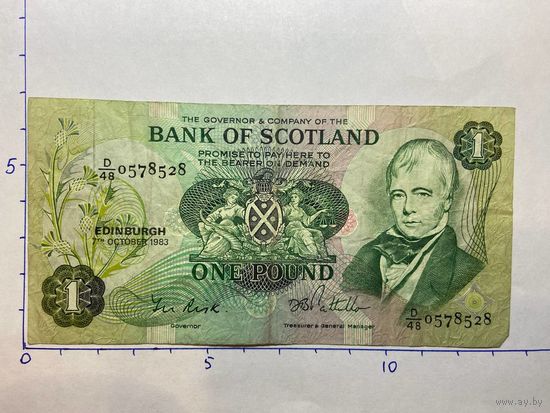 THE GOVERNOR & COMPANY OF THE
BANK OF SCOTLAND
PROMISE TO PAY HERE TO
THE BEARER ON DEMAND
1
D/48 0578528
EDINBURGH
7TH OCTOBER 1983
ONE POUND
1
Governor
Treasurer & General Manager
D/48 0578528
5
0
5
10
www.ay.by